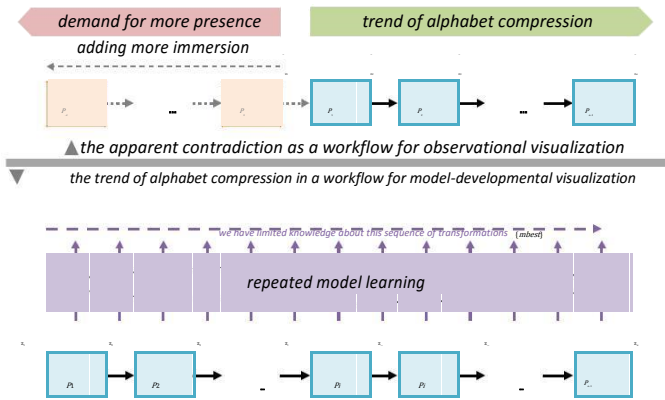 demand for more presence
trend of alphabet compression
adding more immersion
...
...
the apparent contradiction as a workflow for observational visualization
the trend of alphabet compression in a workflow for model-developmental visualization
we have limited knowledge about this sequence of transformations {mbest}
repeated model learning
P1
P2